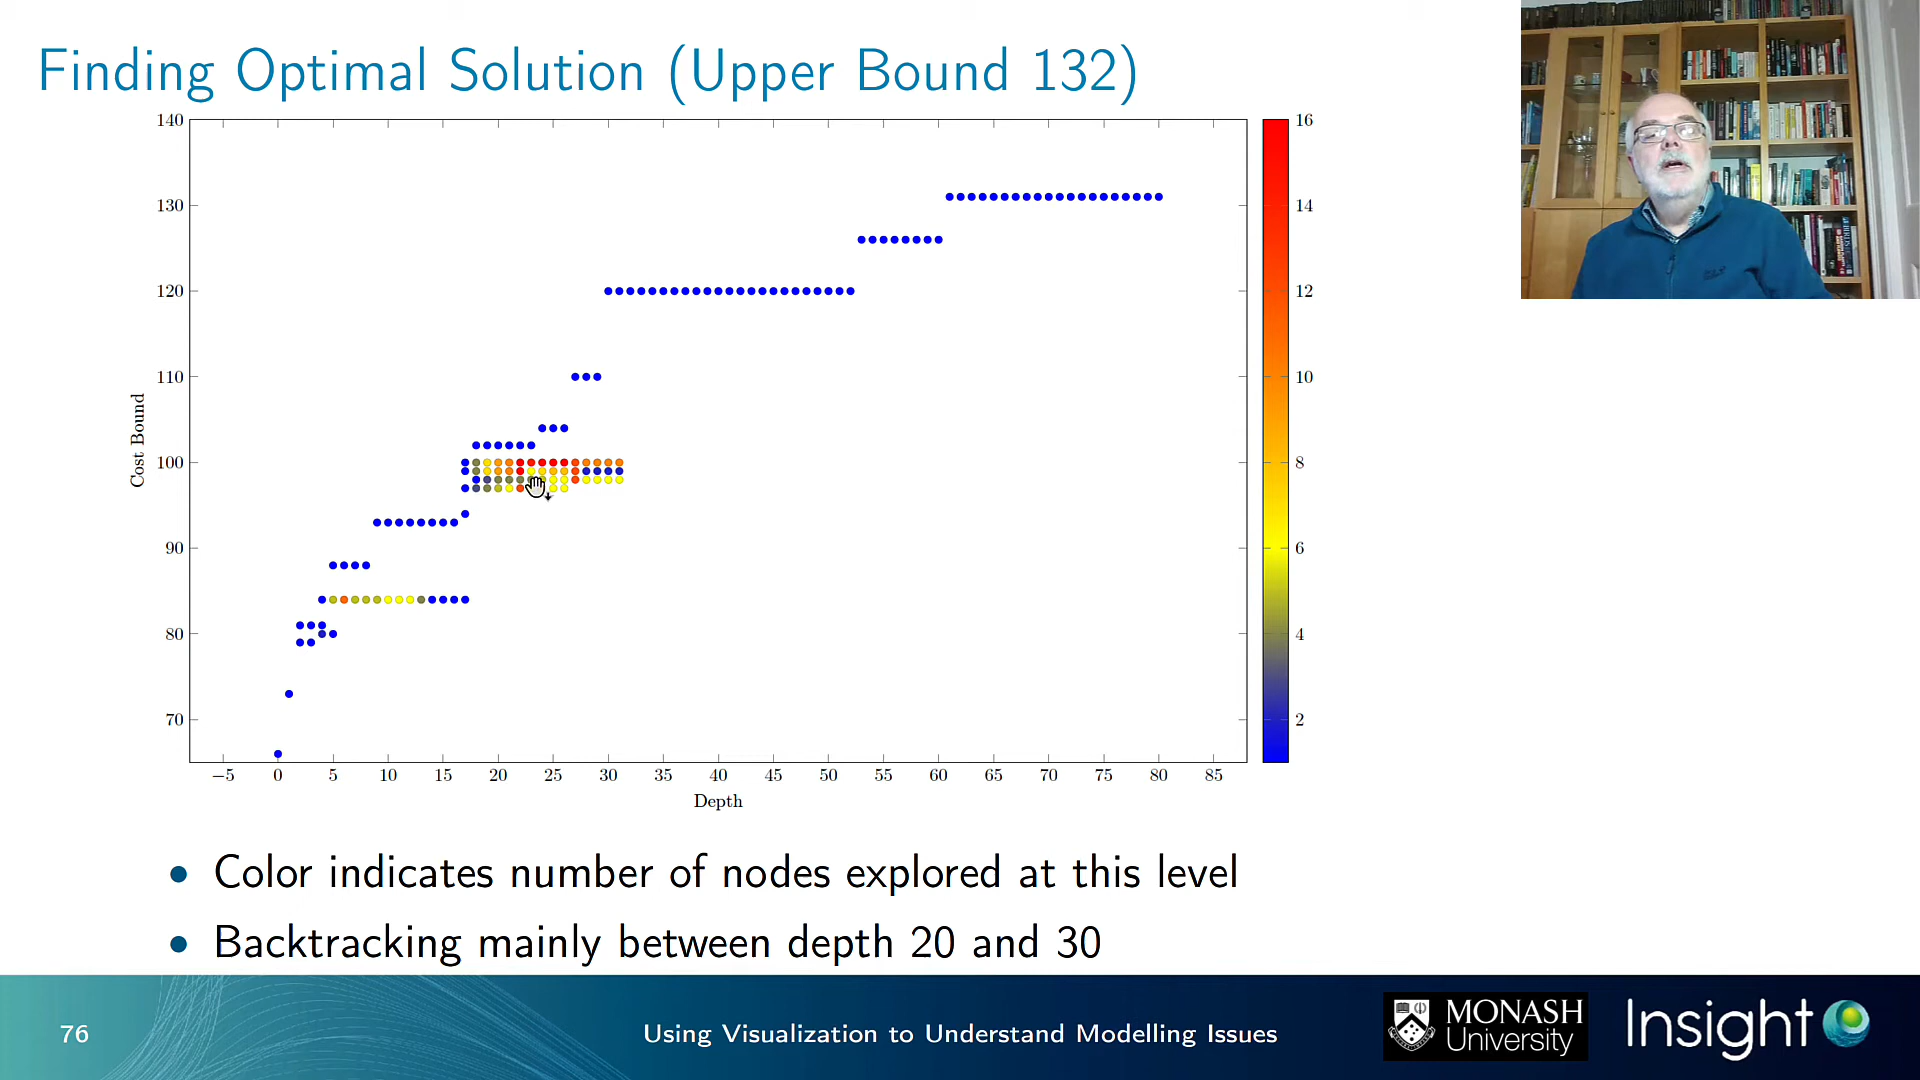 Finding Optimal Solution (Upper Bound 132)
140
130
120
110
100
90
80
70
Cost Bound
−5 0 5 10 15 20 25 30 35 40 45 50 55 60 65 70 75 80 85
Depth
16
14
12
10
8
6
4
2
• Color indicates number of nodes explored at this level
• Backtracking mainly between depth 20 and 30
76
Using Visualization to Understand Modelling Issues
MONASH
University
Insight